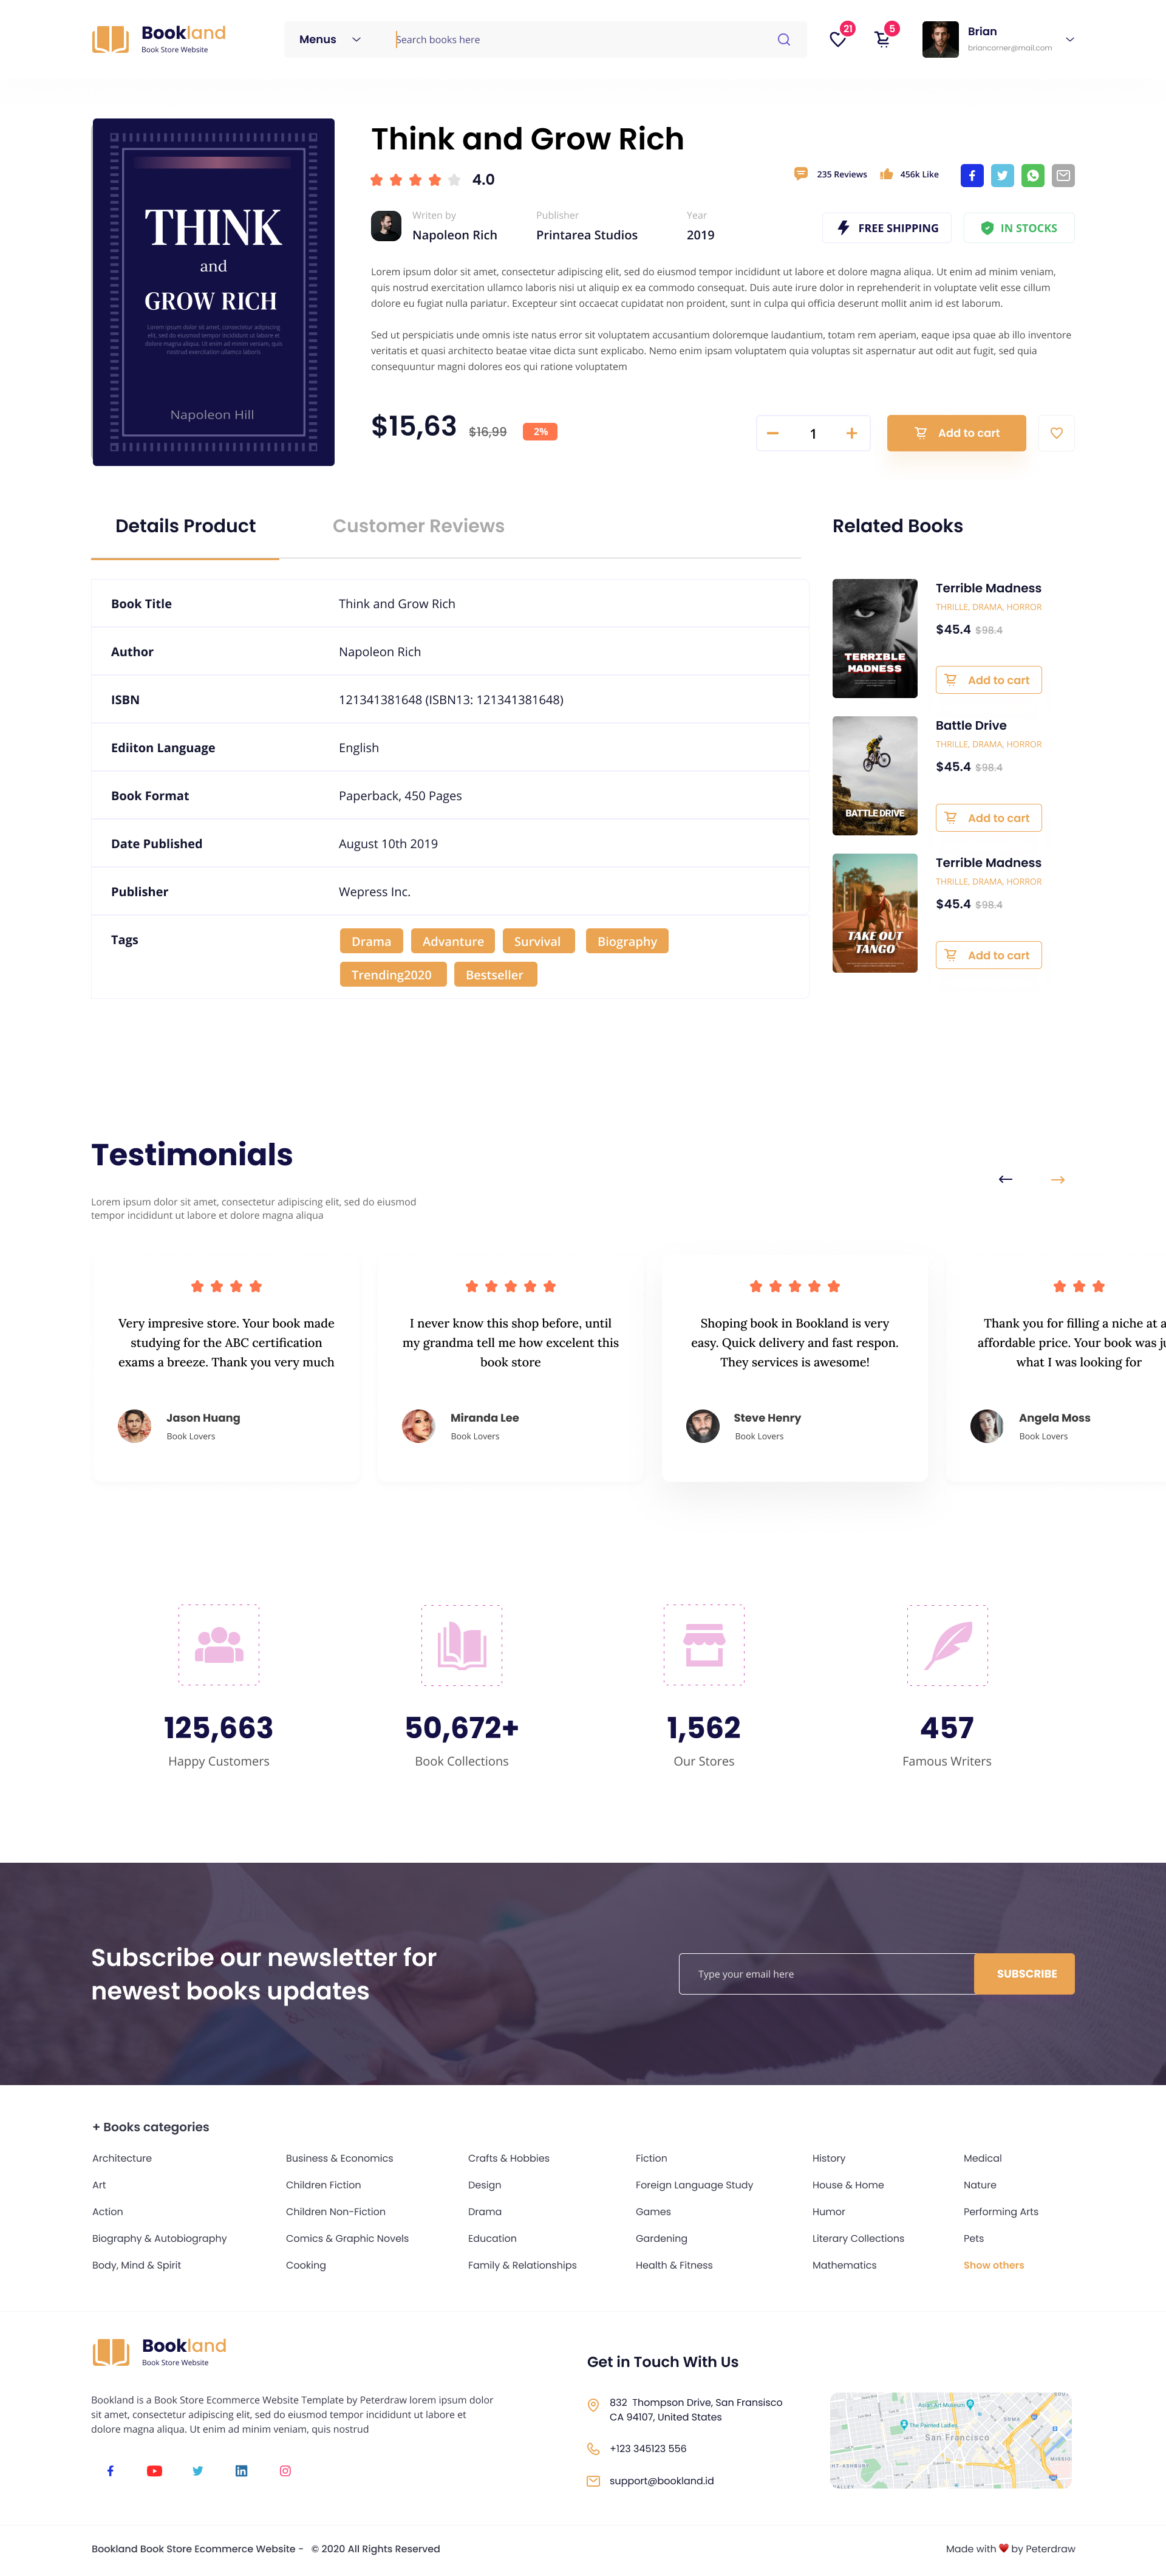 Bookland
Book Store Website
Menus
Search books here
21
5
Brian
briancorner@mail.com
THINK
and
GROW RICH
Lorem ipsum dolor sit amet, consectetur adipiscing
elit, sed do eiusmod tempor incididunt ut labore et
dolore magna aliqua. Ut enim ad minim veniam, quis
nostrud exercitation ullamco laboris
Napoleon Hill
Think and Grow Rich
4.0
235 Reviews
456k Like
Writen by
Napoleon Rich
Publisher
Printarea Studios
Year
2019
FREE SHIPPING
IN STOCKS
Lorem ipsum dolor sit amet, consectetur adipiscing elit, sed do eiusmod tempor incididunt ut labore et dolore magna aliqua. Ut enim ad minim veniam,
quis nostrud exercitation ullamco laboris nisi ut aliquip ex ea commodo consequat. Duis aute irure dolor in reprehenderit in voluptate velit esse cillum
dolore eu fugiat nulla pariatur. Excepteur sint occaecat cupidatat non proident, sunt in culpa qui officia deserunt mollit anim id est laborum.
Sed ut perspiciatis unde omnis iste natus error sit voluptatem accusantium doloremque laudantium, totam rem aperiam, eaque ipsa quae ab illo inventore
veritatis et quasi architecto beatae vitae dicta sunt explicabo. Nemo enim ipsam voluptatem quia voluptas sit aspernatur aut odit aut fugit, sed quia
consequuntur magni dolores eos qui ratione voluptatem
$15,63
$16,99
2%
1
Add to cart
Details Product
Customer Reviews
Book Title
Think and Grow Rich
Author
Napoleon Rich
ISBN
121341381648 (ISBN13: 121341381648)
Ediiton Language
English
Book Format
Paperback, 450 Pages
Date Published
August 10th 2019
Publisher
Wepress Inc.
Tags
Drama
Advanture
Survival
Biography
Trending2020
Bestseller
Related Books
TERRIBLE
MADNESS
Terrible Madness
THRILLE, DRAMA, HORROR
$45.4 $98.4
Add to cart
BATTLE DRIVE
Battle Drive
THRILLE, DRAMA, HORROR
$45.4 $98.4
Add to cart
TAKE OUT
TANGO
Terrible Madness
THRILLE, DRAMA, HORROR
$45.4 $98.4
Add to cart
Testimonials
Lorem ipsum dolor sit amet, consectetur adipiscing elit, sed do eiusmod
tempor incididunt ut labore et dolore magna aliqua
Very impresive store. Your book made
studying for the ABC certification
exams a breeze. Thank you very much
Jason Huang
Book Lovers
I never know this shop before, until
my grandma tell me how excelent this
book store
Miranda Lee
Book Lovers
Shoping book in Bookland is very
easy. Quick delivery and fast respon.
They services is awesome!
Steve Henry
Book Lovers
Thank you for filling a niche at a
affordable price. Your book was ju
what I was looking for
Angela Moss
Book Lovers
125,663
Happy Customers
50,672+
Book Collections
1,562
Our Stores
457
Famous Writers
Subscribe our newsletter for
newest books updates
Type your email here
SUBSCRIBE
+ Books categories
Architecture
Art
Action
Biography & Autobiography
Body, Mind & Spirit
Business & Economics
Children Fiction
Children Non-Fiction
Comics & Graphic Novels
Cooking
Crafts & Hobbies
Design
Drama
Education
Family & Relationships
Fiction
Foreign Language Study
Games
Gardening
Health & Fitness
History
House & Home
Humor
Literary Collections
Mathematics
Medical
Nature
Performing Arts
Pets
Show others
Bookland
Book Store Website
Bookland is a Book Store Ecommerce Website Template by Peterdraw lorem ipsum dolor
sit amet, consectetur adipiscing elit, sed do eiusmod tempor incididunt ut labore et
dolore magna aliqua. Ut enim ad minim veniam, quis nostrud
Get in Touch With Us
832 Thompson Drive, San Fransisco
CA 94107, United States
+123 345123 556
support@bookland.id
Asian Art Museum
The Painted Ladies
SOMA
San Francisco
MISSIO
HT-ASHBURY
VALLEY
Bookland Book Store Ecommerce Website - © 2020 All Rights Reserved
Made with by Peterdraw